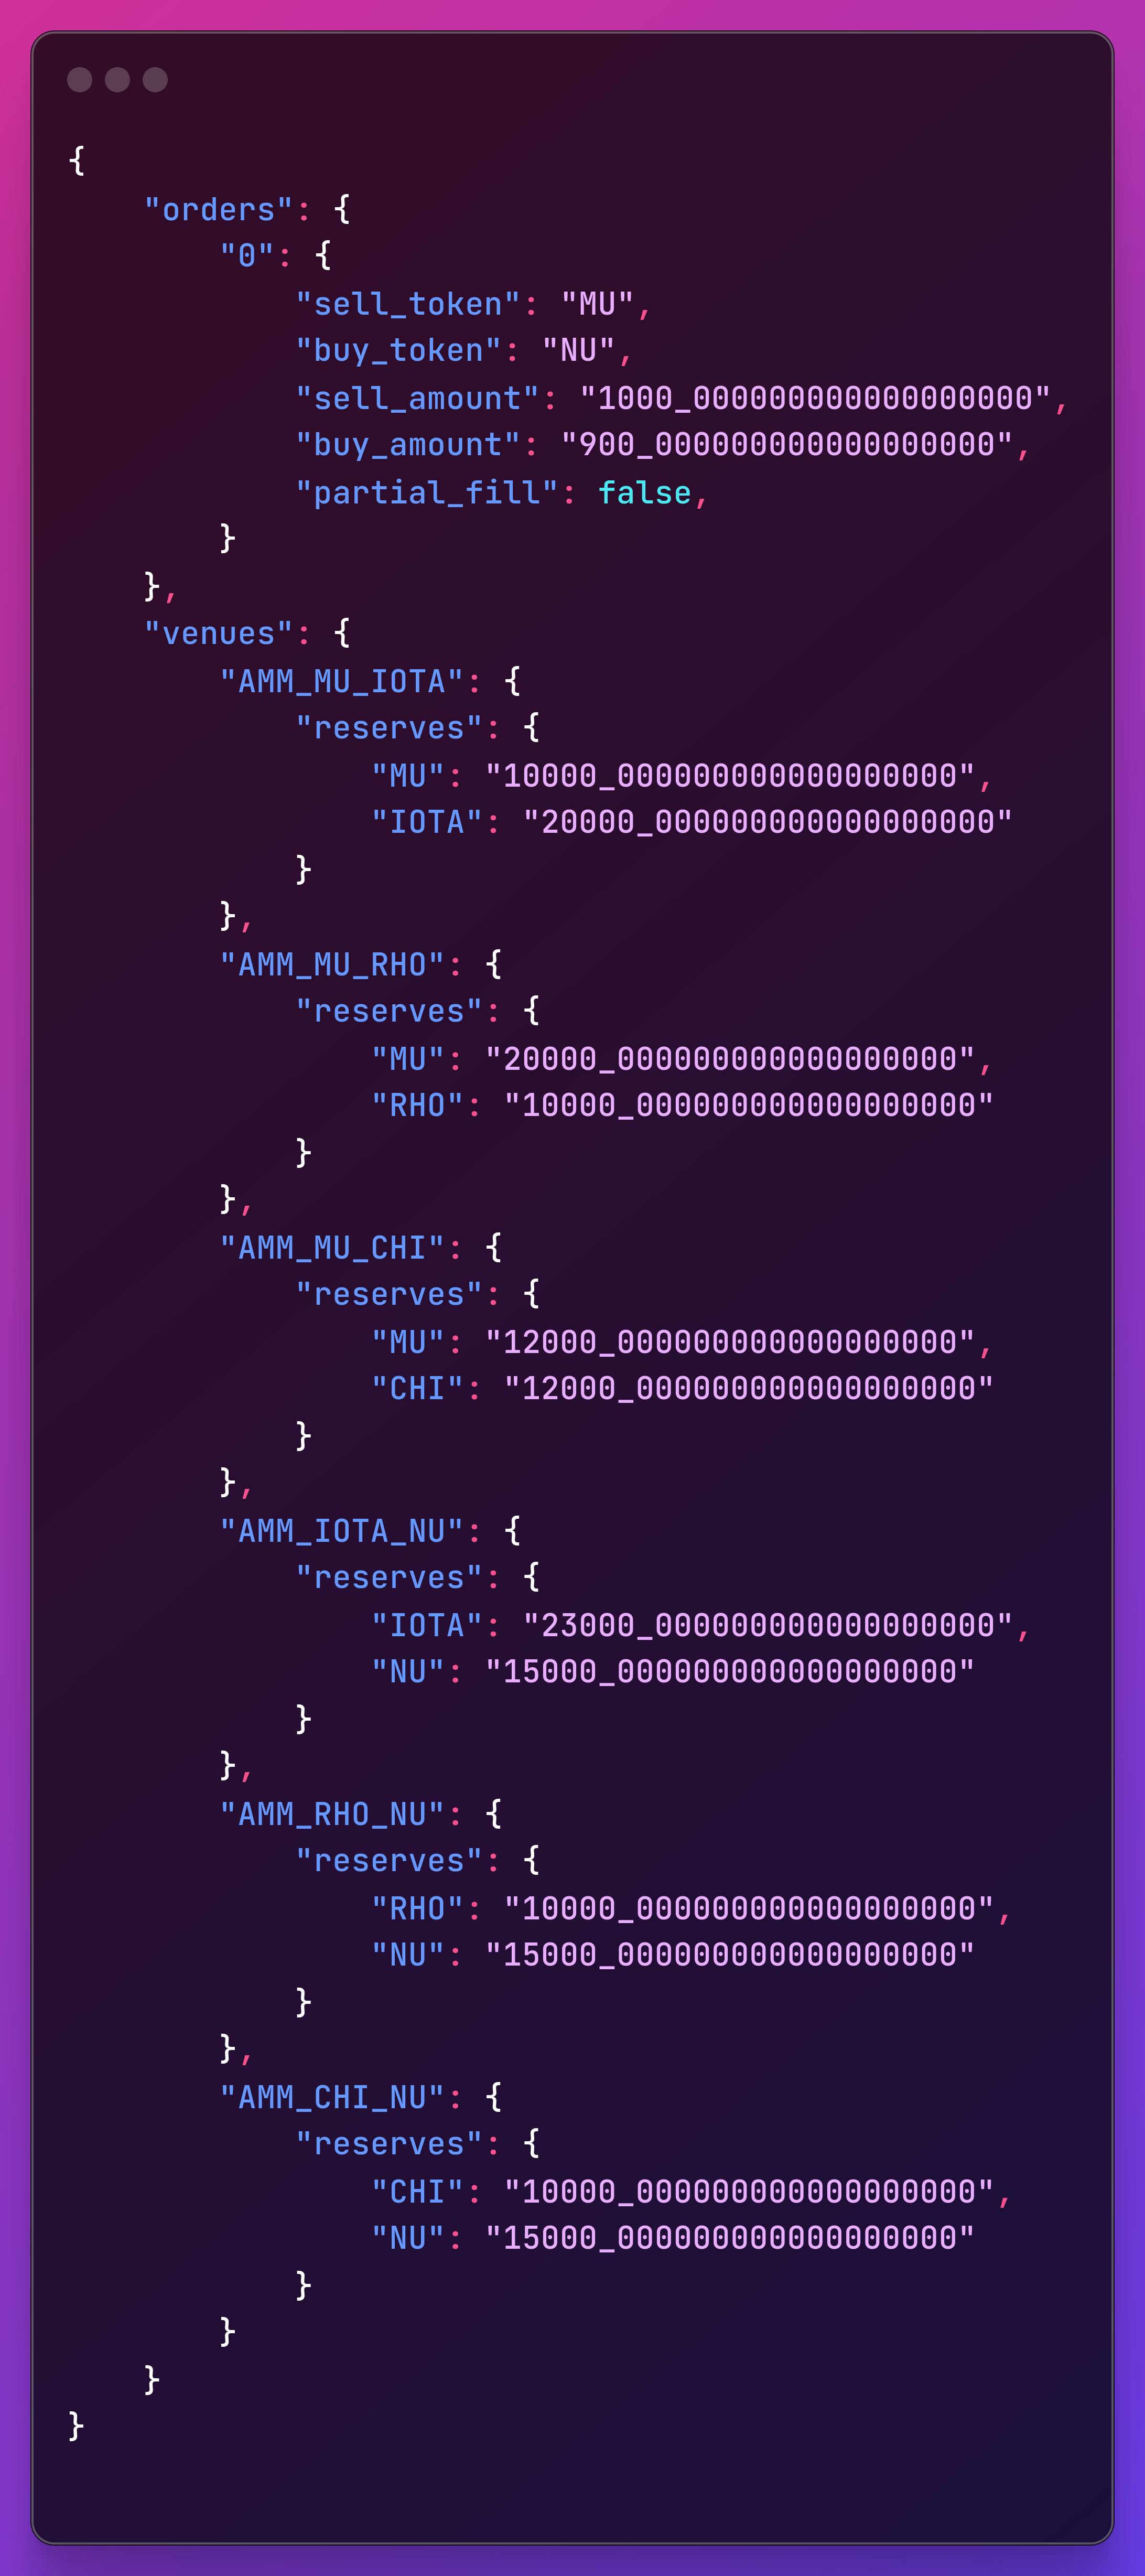 {
    "orders": {
        "0": {
            "sell_token": "MU",
            "buy_token": "NU",
            "sell_amount": "1000_000000000000000000",
            "buy_amount": "900_000000000000000000",
            "partial_fill": false,
        }
    },
    "venues": {
        "AMM_MU_IOTA": {
            "reserves": {
                "MU": "10000_000000000000000000",
                "IOTA": "20000_000000000000000000"
            }
        },
        "AMM_MU_RHO": {
            "reserves": {
                "MU": "20000_000000000000000000",
                "RHO": "10000_000000000000000000"
            }
        },
        "AMM_MU_CHI": {
            "reserves": {
                "MU": "12000_000000000000000000",
                "CHI": "12000_000000000000000000"
            }
        },
        "AMM_IOTA_NU": {
            "reserves": {
                "IOTA": "23000_000000000000000000",
                "NU": "15000_000000000000000000"
            }
        },
        "AMM_RHO_NU": {
            "reserves": {
                "RHO": "10000_000000000000000000",
                "NU": "15000_000000000000000000"
            }
        },
        "AMM_CHI_NU": {
            "reserves": {
                "CHI": "10000_000000000000000000",
                "NU": "15000_000000000000000000"
            }
        }
    }
}